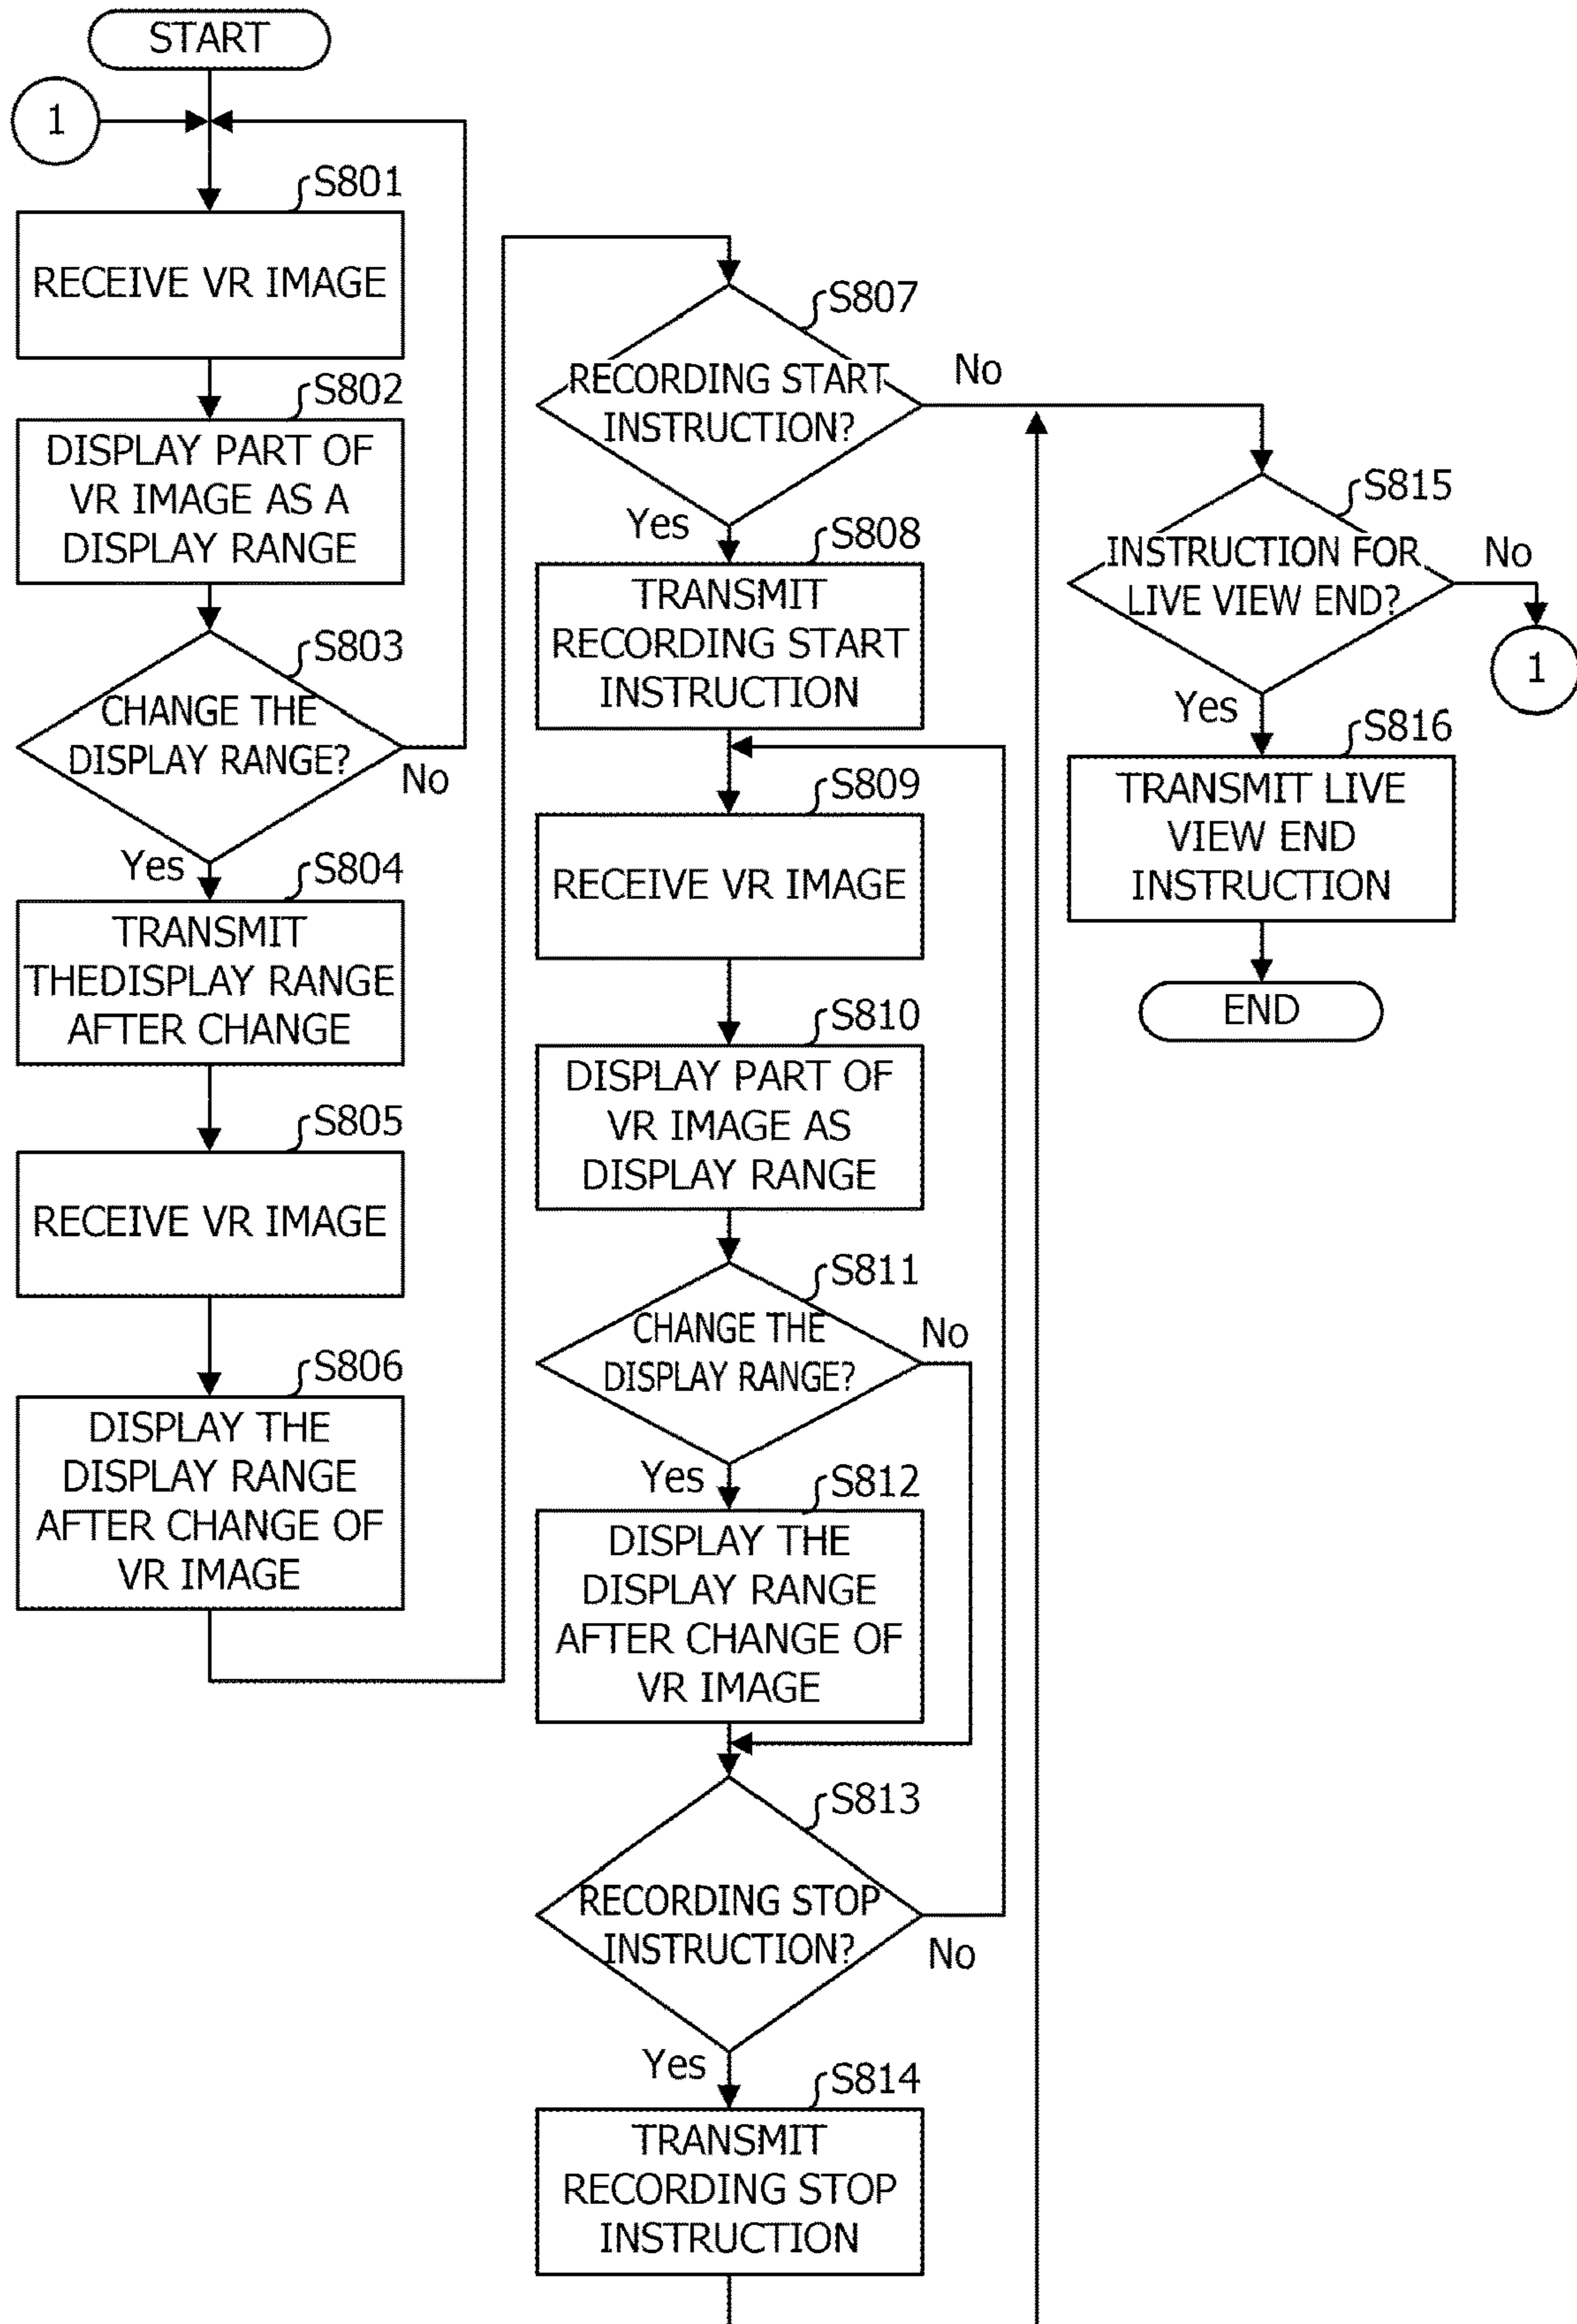 START
1
S801
RECEIVE VR IMAGE
S802
DISPLAY PART OF
VR IMAGE AS A
DISPLAY RANGE
S803
CHANGE THE
DISPLAY RANGE?
No
Yes
S804
TRANSMIT
THEDISPLAY RANGE
AFTER CHANGE
S805
RECEIVE VR IMAGE
S806
DISPLAY THE
DISPLAY RANGE
AFTER CHANGE OF
VR IMAGE
S807
RECORDING START
INSTRUCTION?
No
Yes
S808
TRANSMIT
RECORDING START
INSTRUCTION
S809
RECEIVE VR IMAGE
S810
DISPLAY PART OF
VR IMAGE AS
DISPLAY RANGE
S811
CHANGE THE
DISPLAY RANGE?
No
Yes
S812
DISPLAY THE
DISPLAY RANGE
AFTER CHANGE OF
VR IMAGE
S813
RECORDING STOP
INSTRUCTION?
No
Yes
S814
TRANSMIT
RECORDING STOP
INSTRUCTION
S815
INSTRUCTION FOR
LIVE VIEW END?
No
1
Yes
S816
TRANSMIT LIVE
VIEW END
INSTRUCTION
END